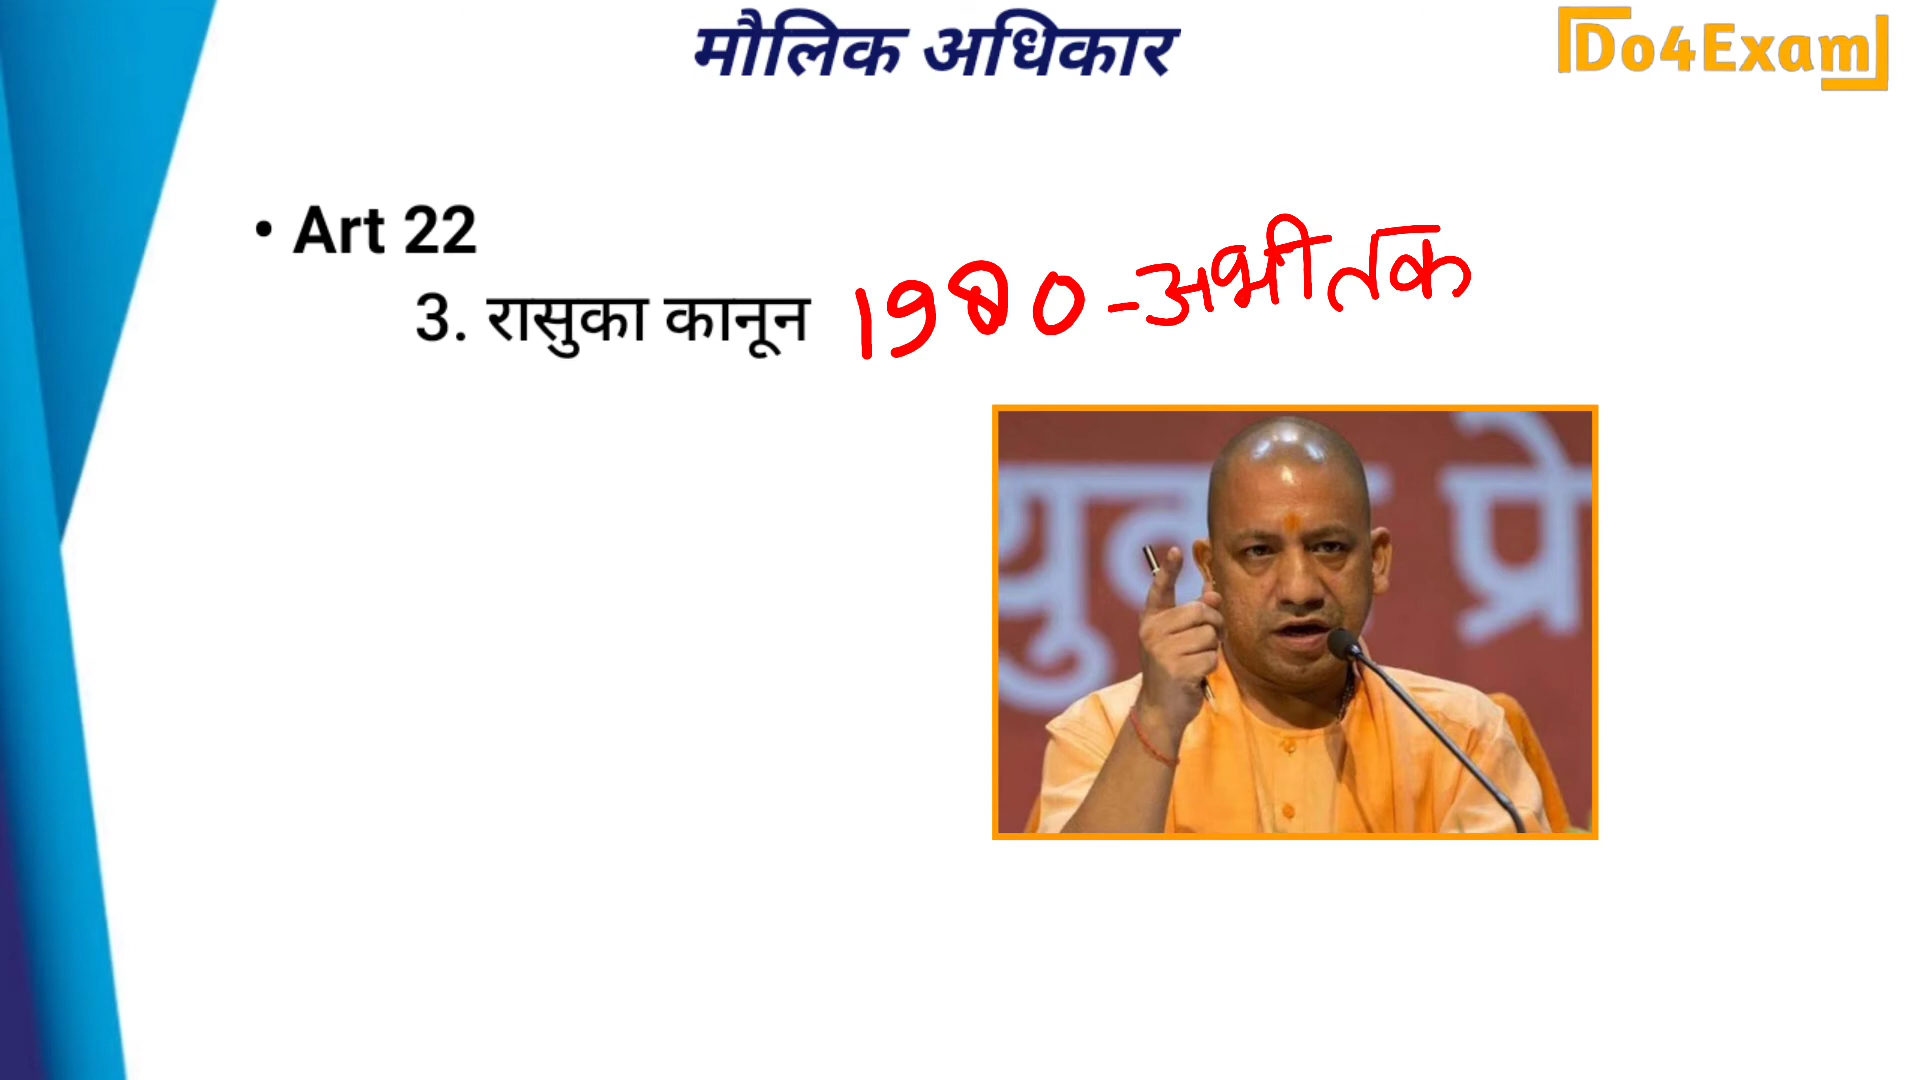 मौलिक अधिकार
Do4Exam
• Art 22
3. रासुका कानून 1980 - अभी तक